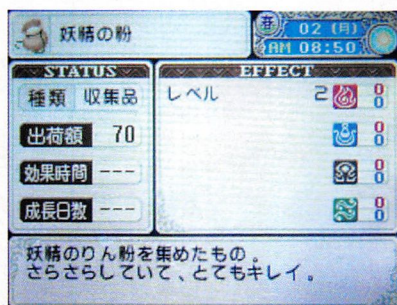 妖精の粉
春 02 (月)
AM 08:50
STATUS
種類 収集品
出荷額 70
効果時間 ---
成長日数 ---
EFFECT
レベル 2
0
0
0
0
0
0
0
0
妖精のりん粉を集めたもの。
さらさらしていて、とてもキレイ。